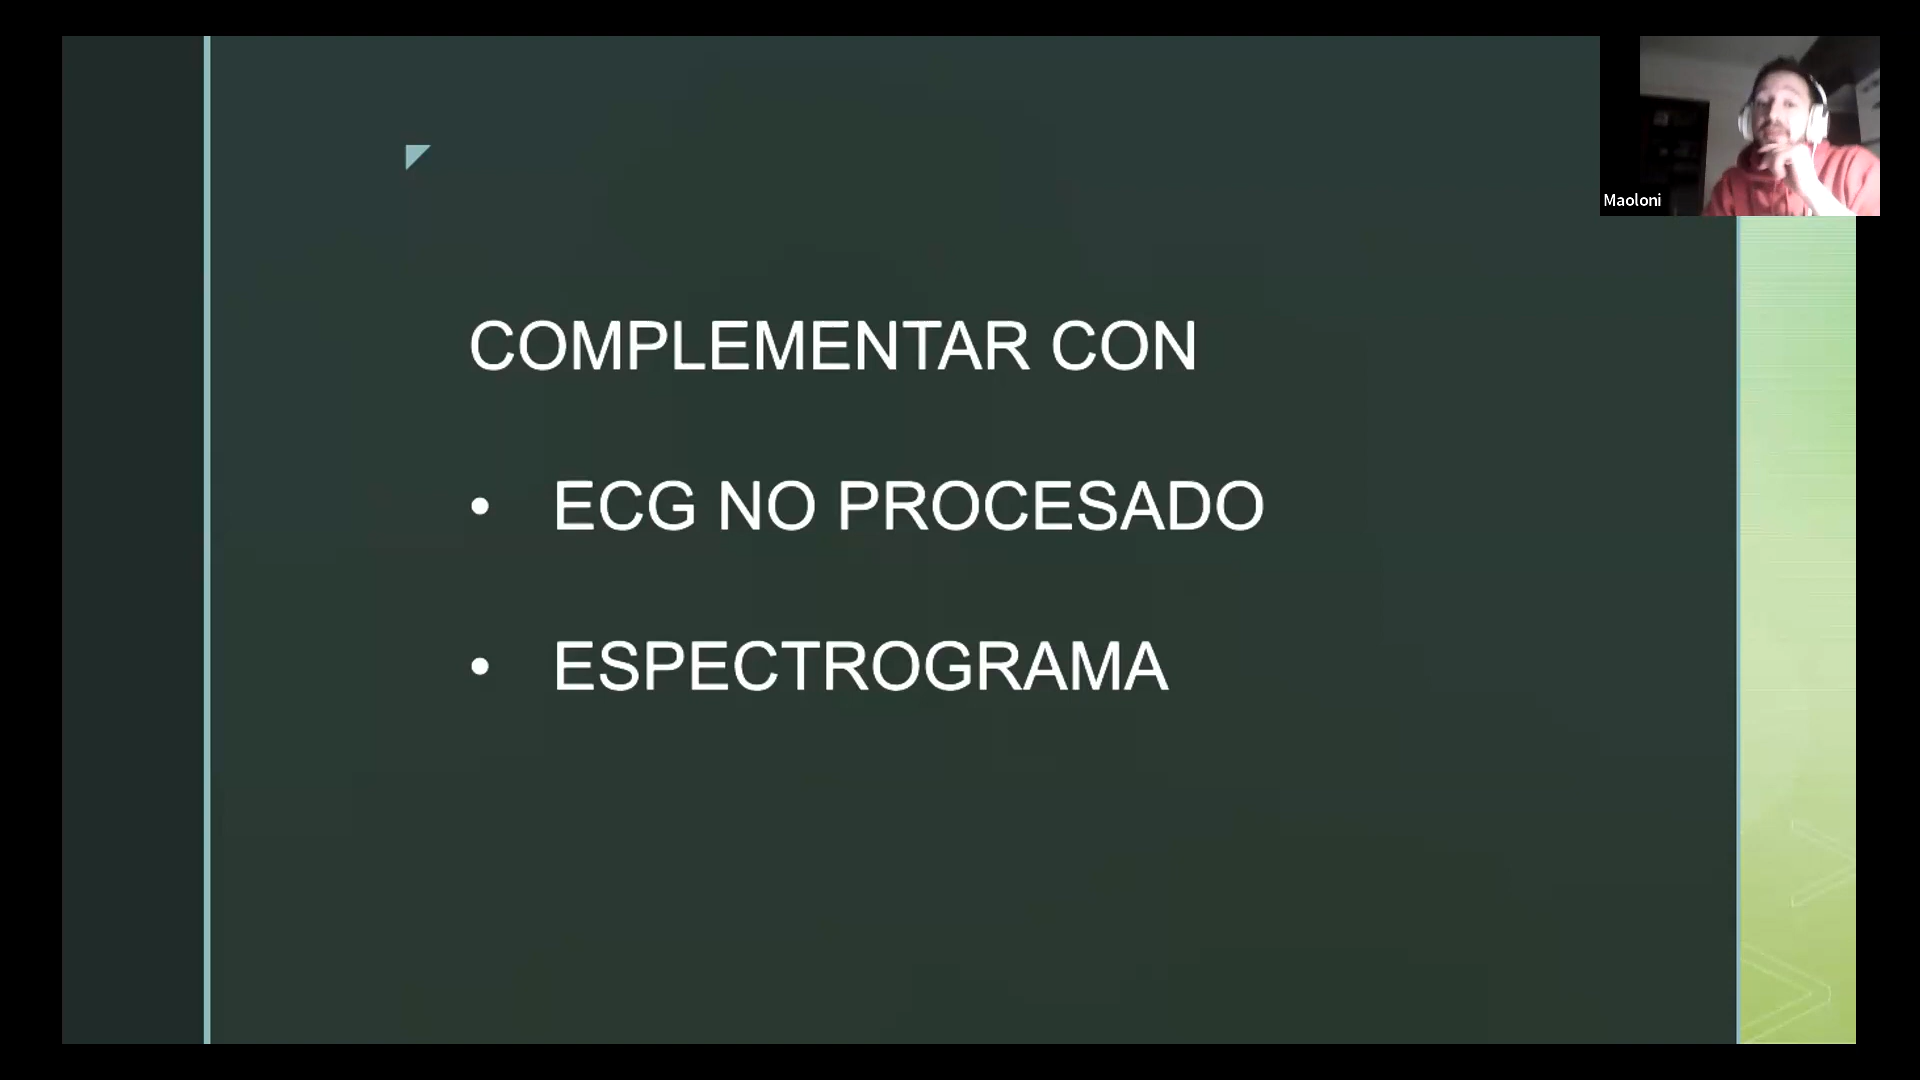 COMPLEMENTAR CON
• ECG NO PROCESADO
• ESPECTROGRAMA
Maoloni